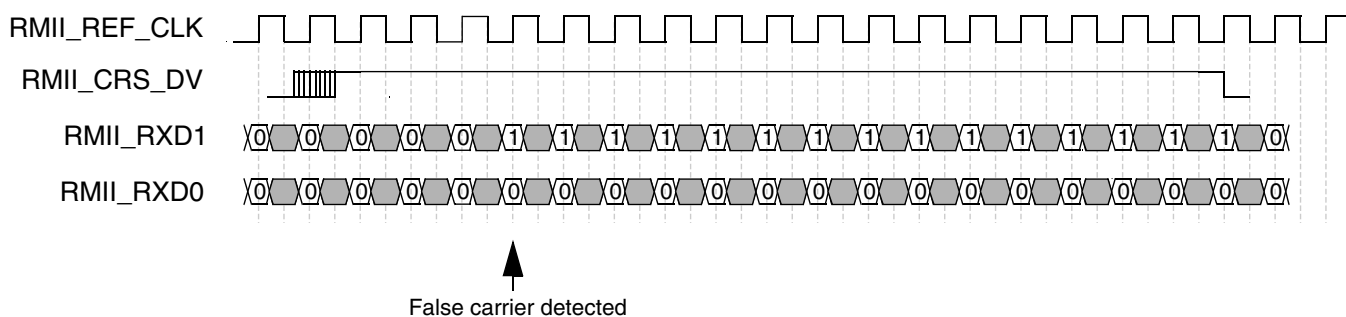 RMII_REF_CLK
RMII_CRS_DV
RMII_RXD1 0 0 0 0 0 1 1 1 1 1 1 1 1 1 1 1 1 1 1 1 0
RMII_RXD0 0 0 0 0 0 0 0 0 0 0 0 0 0 0 0 0 0 0 0 0 0
False carrier detected